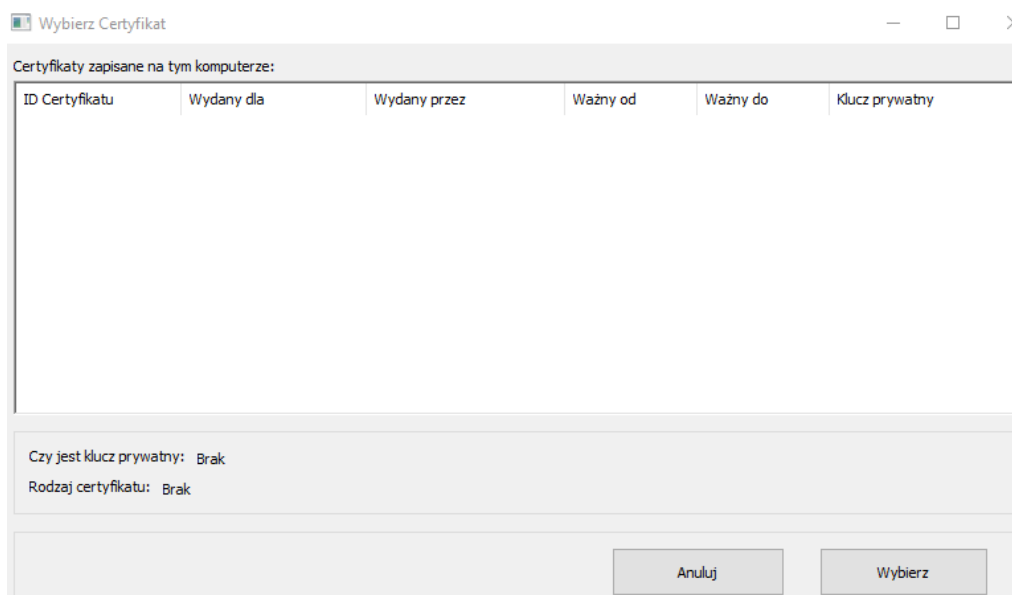 Wybierz Certyfikat
Certyfikaty zapisane na tym komputerze:
ID Certyfikatu Wydany dla Wydany przez Ważny od Ważny do Klucz prywatny
Czy jest klucz prywatny: Brak
Rodzaj certyfikatu: Brak
Anuluj Wybierz